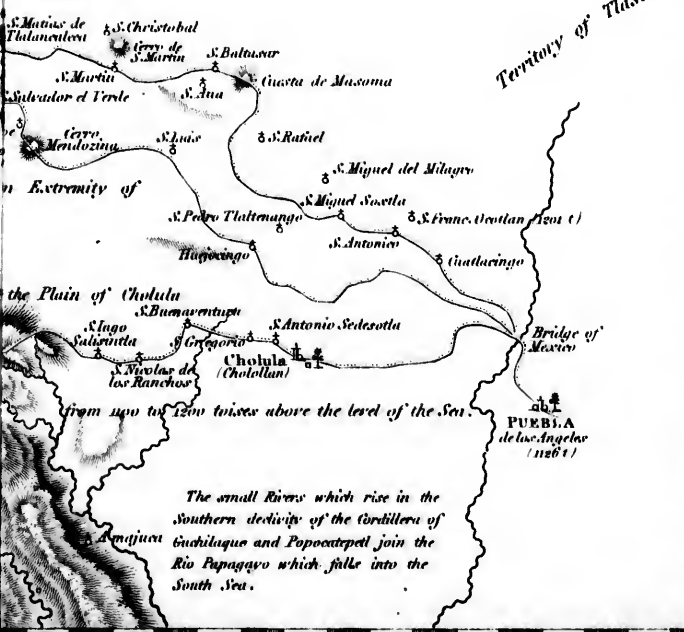 S. Matias de
Tlalancaleca
S. Christobal
Cerro de
S. Martin
S. Baltasar
S. Martin
S. Ana
Cuesta de Masoma
Territory of
S. Salvador el Verde
Cerro
Mendozina
S. Luis
S. Rafael
S. Miguel del Milagro
Extremity of
S. Miguel Soxtla
S. Pedro Tlaltenango
S. Franc. Ocotlan (1201 t)
S. Antonico
Huejocingo
Cuatlacingo
the Plain of Cholula
S. Buenaventura
S. Iago
Salisintla
S. Gregorio
S. Antonio Sedesotla
Bridge of
Mexico
Cholula
(Cholollan)
S. Nicolas de
los Ranchos
from 1100 to 1200 toises above the level of the Sea.
PUEBLA
de los Angeles
(1126 t)
The small Rivers which rise in the
Southern declivity of the Cordillera of
Guchilaque and Popocatepetl join the
Rio Papagayo which falls into the
South Sea.